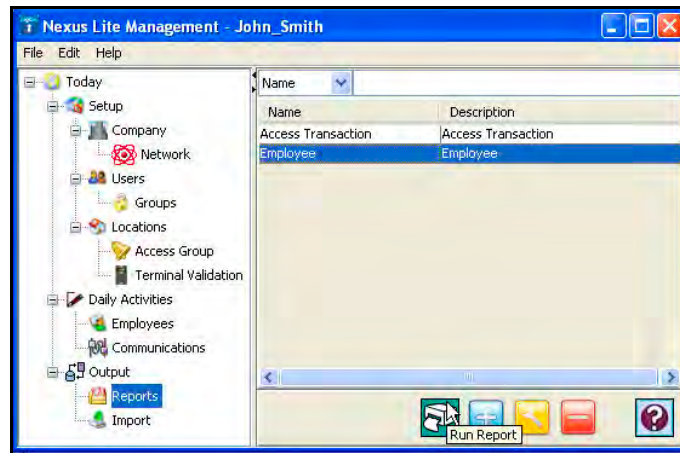 Nexus Lite Management - John_Smith
File Edit Help
Today
Setup
Company
Network
Users
Groups
Locations
Access Group
Terminal Validation
Daily Activities
Employees
Communications
Output
Reports
Import
Name
Name Description
Access Transaction Access Transaction
Employee Employee
Run Report